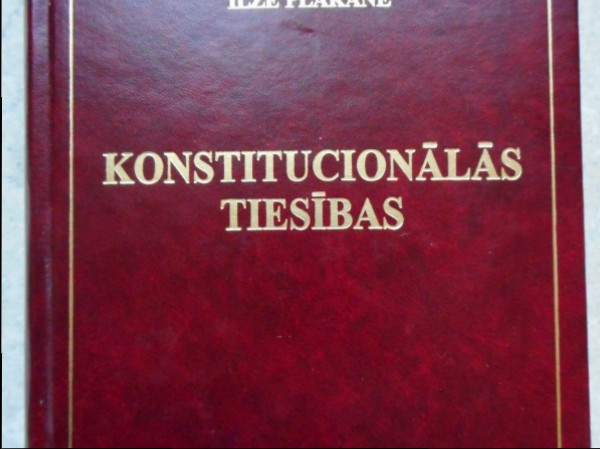 ILZE PLAKANE
KONSTITUCIONĀLĀS
TIESĪBAS